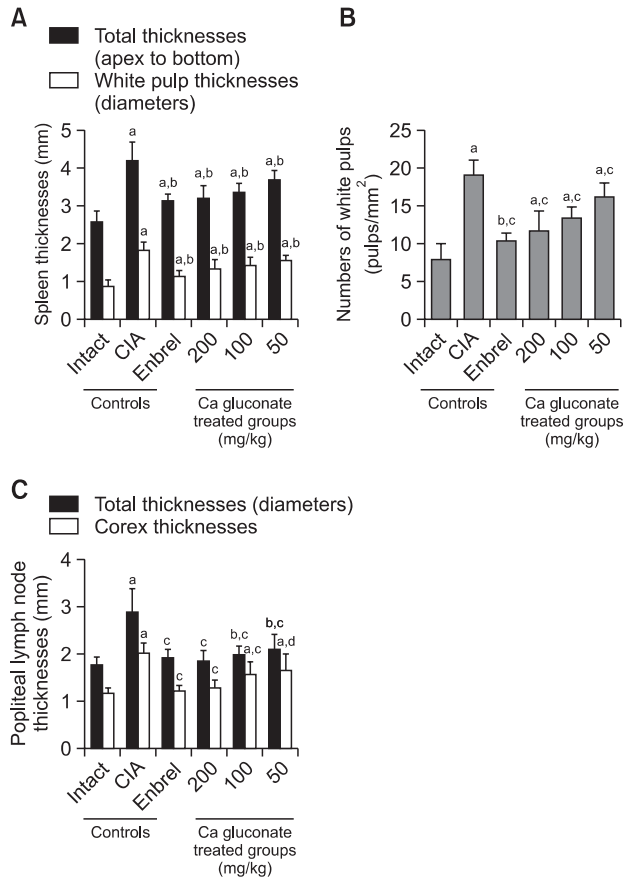 A
Total thicknesses
(apex to bottom)
White pulp thicknesses
(diameters)
Spleen thicknesses (mm)
5
4
3
2
1
0
a
a
a,b
a,b
a,b
a,b
a,b
a,b
a,b
a,b
Intact
CIA
Enbrel
200
100
50
Controls
Ca gluconate
treated groups
(mg/kg)
B
Numbers of white pulps
(pulps/mm2)
25
20
15
10
5
0
a
b,c
a,c
a,c
a,c
Intact
CIA
Enbrel
200
100
50
Controls
Ca gluconate
treated groups
(mg/kg)
C
Total thicknesses (diameters)
Corex thicknesses
Popliteal lymph node
thicknesses (mm)
4
3
2
1
0
a
a
c
c
c
c
b,c
a,c
b,c
a,d
Intact
CIA
Enbrel
200
100
50
Controls
Ca gluconate
treated groups
(mg/kg)